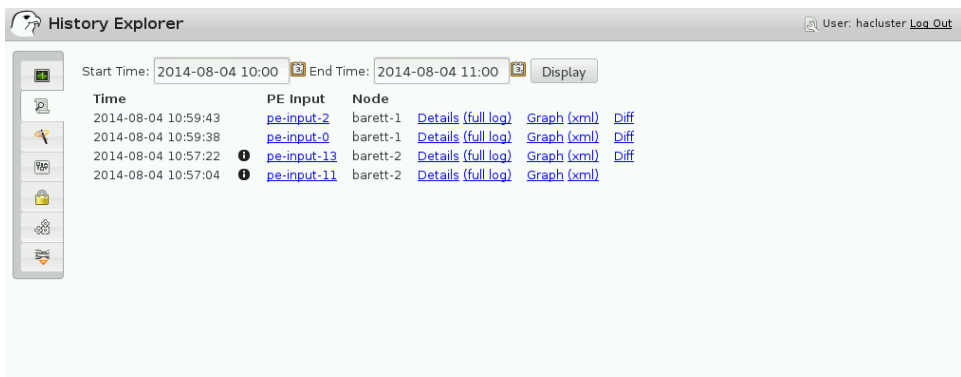 History Explorer User: hacluster Log Out
Start Time: 2014-08-04 10:00 End Time: 2014-08-04 11:00 Display
Time PE Input Node
2014-08-04 10:59:43 pe-input-2 barett-1 Details (full log) Graph (xml) Diff
2014-08-04 10:59:38 pe-input-0 barett-1 Details (full log) Graph (xml) Diff
2014-08-04 10:57:22 pe-input-13 barett-2 Details (full log) Graph (xml) Diff
2014-08-04 10:57:04 pe-input-11 barett-2 Details (full log) Graph (xml)